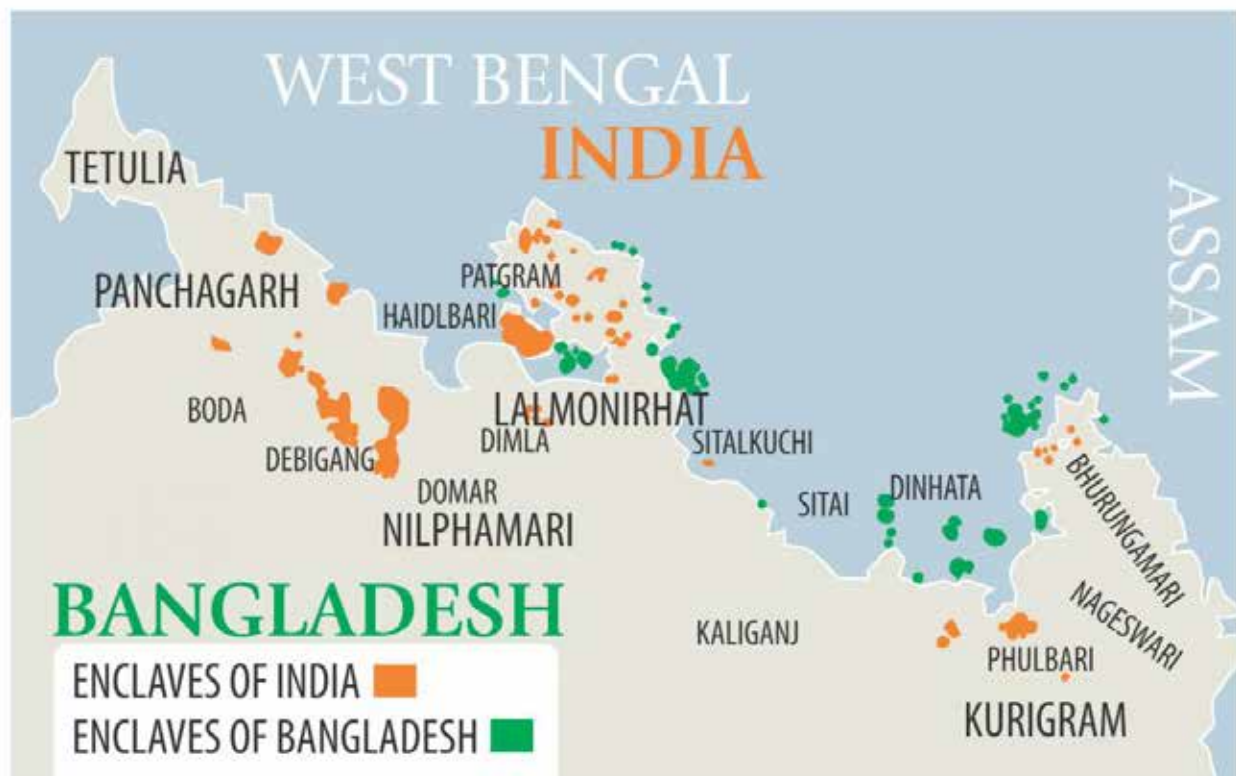 WEST BENGAL
INDIA
ASSAM
TETULIA
PANCHAGARH
PATGRAM
HAIDLBARI
BODA
LALMONIRHAT
DIMLA
DEBIGANG
SITALKUCHI
DOMAR
NILPHAMARI
SITAI
DINHATA
BHURUNGAMARI
NAGESWARI
BANGLADESH
KALIGANJ
PHULBARI
KURIGRAM
ENCLAVES OF INDIA
ENCLAVES OF BANGLADESH